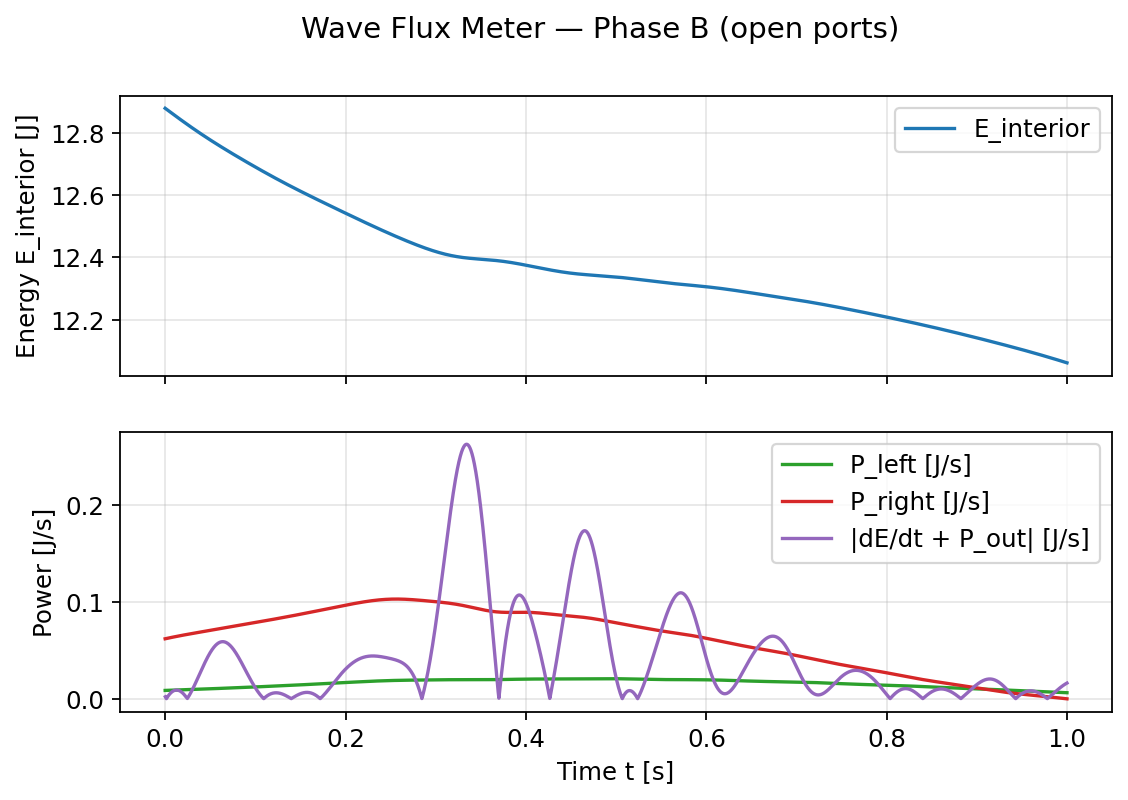 Wave Flux Meter — Phase B (open ports)
Energy E_interior [J]
12.8
12.6
12.4
12.2
E_interior
Power [J/s]
0.2
0.1
0.0
P_left [J/s]
P_right [J/s]
|dE/dt + P_out| [J/s]
0.0 0.2 0.4 0.6 0.8 1.0
Time t [s]